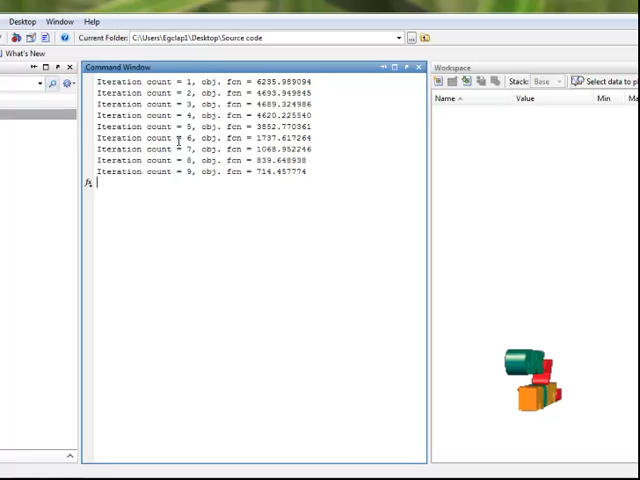 Desktop Window Help
Current Folder: C:\Users\Egclap1\Desktop\Source code
What's New
Command Window
Iteration count = 1, obj. fcn = 6235.989094
Iteration count = 2, obj. fcn = 4693.949845
Iteration count = 3, obj. fcn = 4689.324986
Iteration count = 4, obj. fcn = 4620.225540
Iteration count = 5, obj. fcn = 3852.770361
Iteration count = 6, obj. fcn = 1737.617264
Iteration count = 7, obj. fcn = 1068.952246
Iteration count = 8, obj. fcn = 839.648938
Iteration count = 9, obj. fcn = 714.457774
fx
Workspace
Stack: Base Select data to pl
Name Value Min Ma